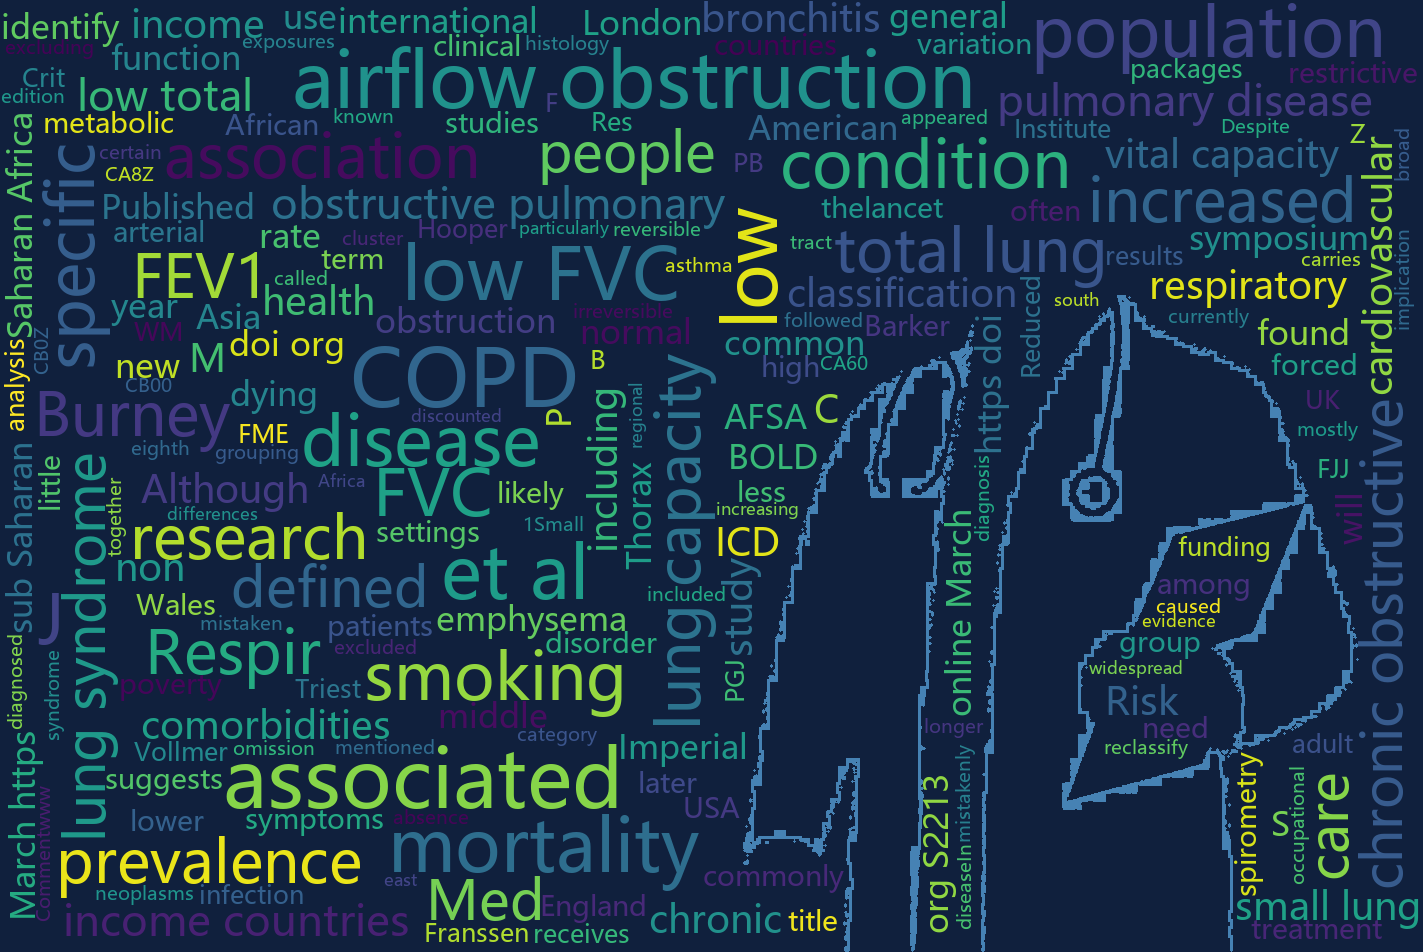 identify
income
use
international
London
bronchitis
general
population
excluding
function
exposures
clinical
histology
countries
variation
Crit
edition
low total
airflow obstruction
F
packages
restrictive
pulmonary disease
metabolic
African
known
studies
Res
American
appeared
Institute
Despite
Z
broad
certain
CA8Z
association
people
PB
condition
vital capacity
cardiovascular
Saharan Africa
specific
Published
obstructive pulmonary
thelancet
often
increased
arterial
rate
cluster
Hooper
particularly
reversible
low
tract
total lung
results
symposium
term
asthma
carries
implication
FEV1
called
low FVC
classification
south
respiratory
year
Asia
health
irreversible
followed
Barker
Reduced
currently
found
WM
obstruction
normal
common
https doi
CB0Z
analysis
new
M
doi org
COPD
B
high
CA60
forced
CB00
dying
regional
UK
Burney
discounted
P
AFSA
C
mostly
FME
disease
including
capacity
BOLD
eighth
grouping
FJJ
little
Although
Africa
FVC
likely
Thorax
less
diagnosis
will
chronic obstructive
differences
1Small
increasing
together
research
settings
ICD
online March
funding
sub Saharan
lung syndrome
non
defined
et al
study
included
among
Wales
emphysema
caused
J
mistaken
patients
disorder
evidence
Respir
excluded
lung
group
diagnosed
syndrome
poverty
Triest
smoking
PGJ
widespread
comorbidities
middle
Risk
longer
need
Vollmer
omission
mentioned
category
Imperial
reclassify
adult
March https
suggests
associated
later
org S2213
mistakenly
spirometry
occupational
care
Commentwww
lower
symptoms
absence
USA
S
prevalence
mortality
diseaseIn
neoplasms
infection
east
commonly
income countries
Med
England
chronic
title
small lung
Franssen
receives
treatment